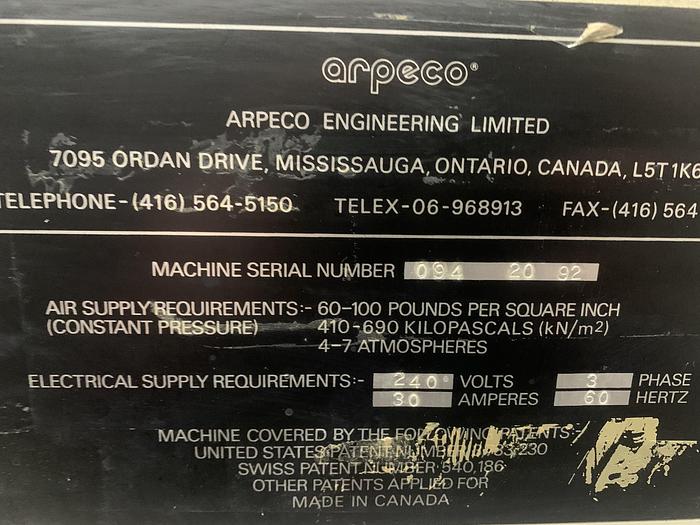 arpeco®
ARPECO ENGINEERING LIMITED
7095 ORDAN DRIVE, MISSISSAUGA, ONTARIO, CANADA, L5T 1K6
TELEPHONE-(416) 564-5150 TELEX-06-968913 FAX-(416) 564
MACHINE SERIAL NUMBER 094 20 92
AIR SUPPLY REQUIREMENTS:- 60-100 POUNDS PER SQUARE INCH
(CONSTANT PRESSURE) 410-690 KILOPASCALS (kN/m²)
4-7 ATMOSPHERES
ELECTRICAL SUPPLY REQUIREMENTS:- 240 VOLTS 3 PHASE
30 AMPERES 60 HERTZ
MACHINE COVERED BY THE FOLLOWING PATENTS:-
UNITED STATES PATENT NUMBER
SWISS PATENT NUMBER 540,186
OTHER PATENTS APPLIED FOR
MADE IN CANADA